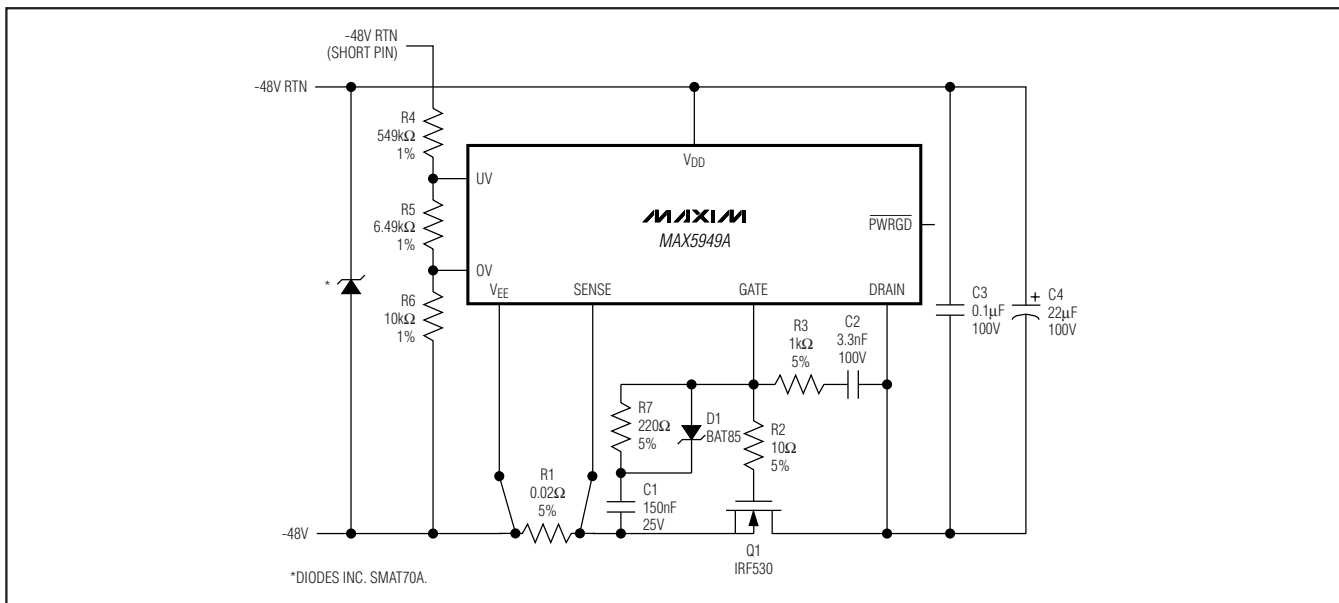 -48V RTN
(SHORT PIN)
-48V RTN
R4
549kΩ
1%
R5
6.49kΩ
1%
R6
10kΩ
1%
*
UV
OV
VDD
MAXIM
MAX5949A
PWRGD
VEE
SENSE
GATE
DRAIN
R3
1kΩ
5%
C2
3.3nF
100V
C3
0.1µF
100V
+
C4
22µF
100V
R7
220Ω
5%
D1
BAT85
R2
10Ω
5%
R1
0.02Ω
5%
C1
150nF
25V
-48V
Q1
IRF530
*DIODES INC. SMAT70A.